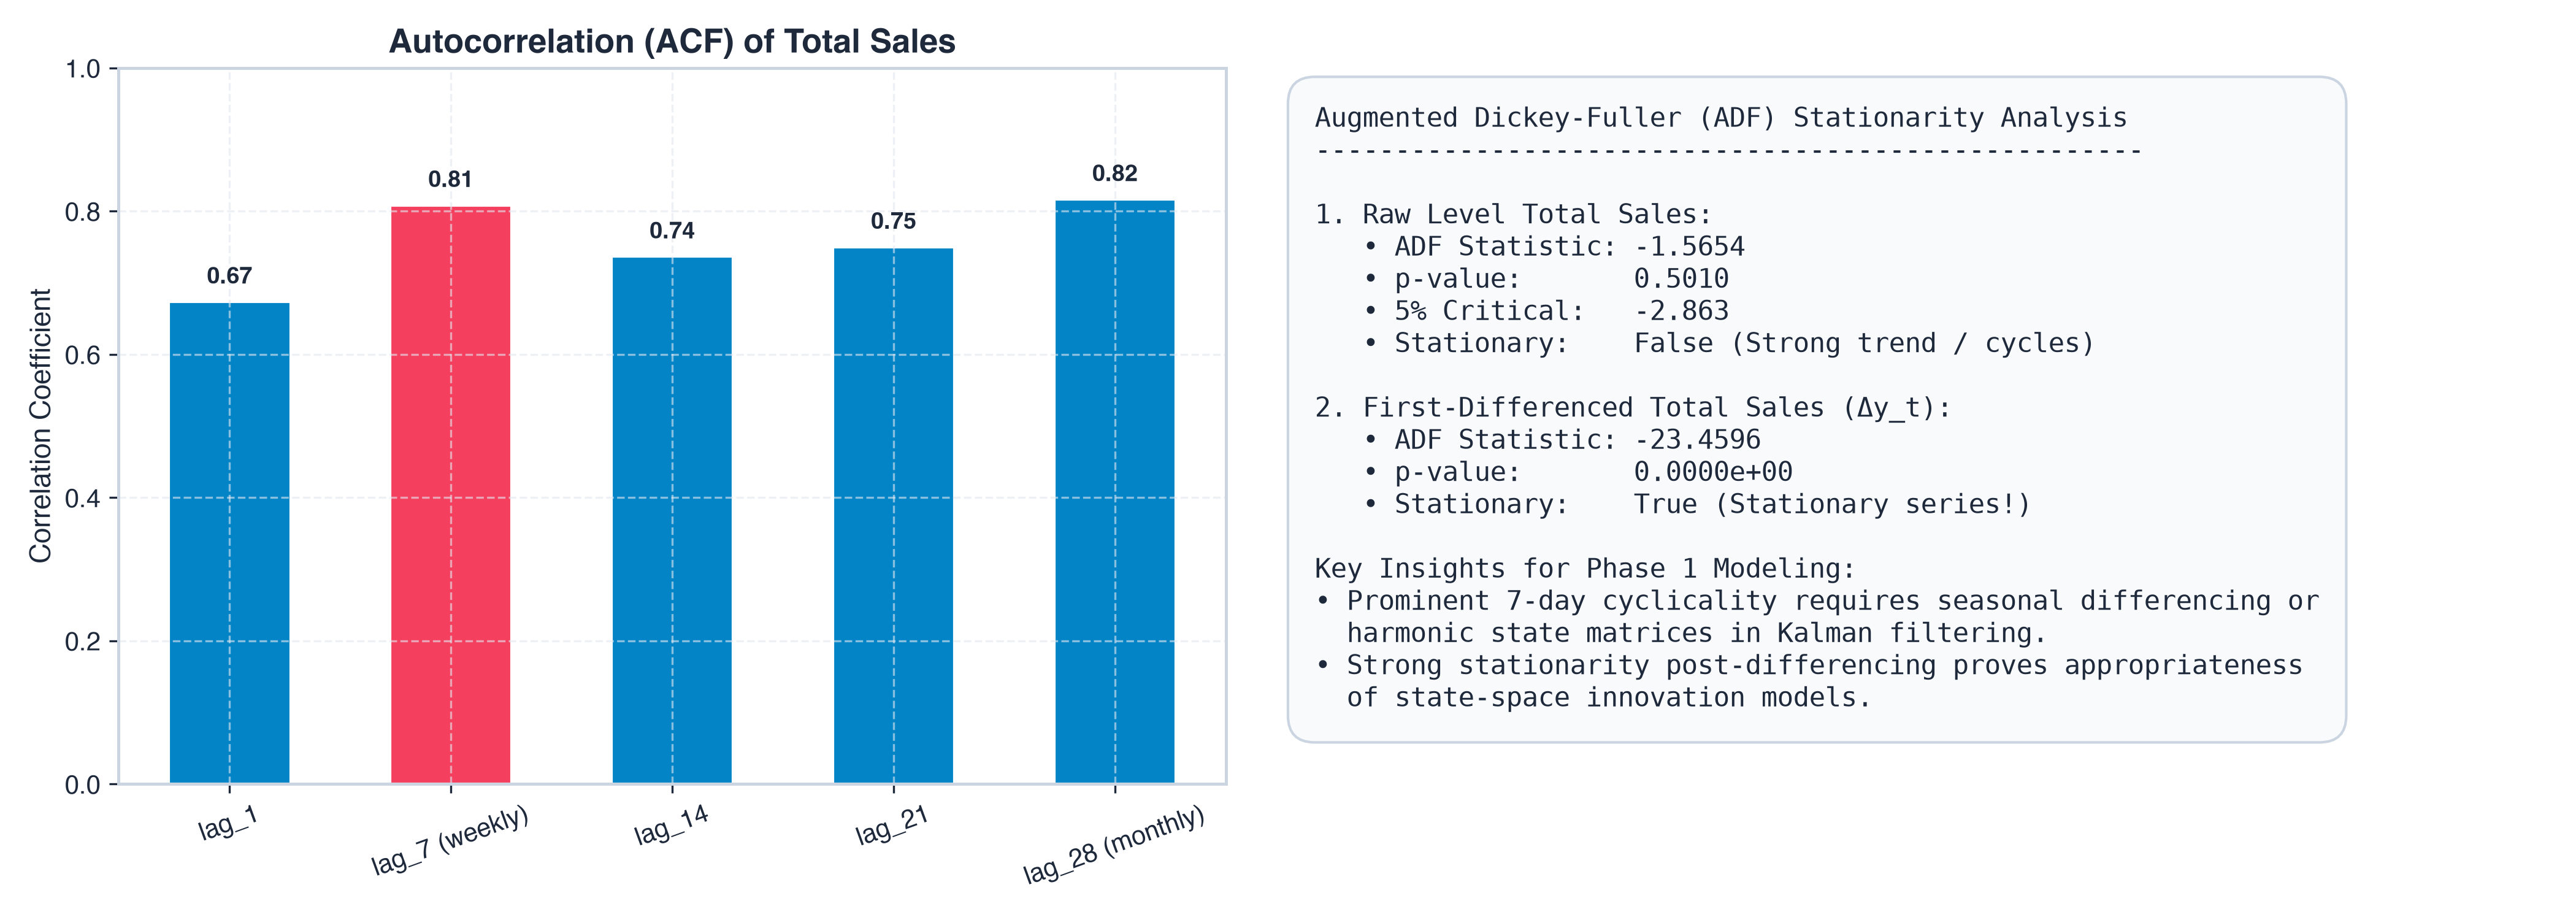 Autocorrelation (ACF) of Total Sales
Correlation Coefficient
1.0
0.8
0.6
0.4
0.2
0.0
0.67
0.81
0.74
0.75
0.82
lag_1
lag_7 (weekly)
lag_14
lag_21
lag_28 (monthly)
Augmented Dickey-Fuller (ADF) Stationarity Analysis
----------------------------------------------------
1. Raw Level Total Sales:
• ADF Statistic: -1.5654
• p-value: 0.5010
• 5% Critical: -2.863
• Stationary: False (Strong trend / cycles)
2. First-Differenced Total Sales (Δy_t):
• ADF Statistic: -23.4596
• p-value: 0.0000e+00
• Stationary: True (Stationary series!)
Key Insights for Phase 1 Modeling:
• Prominent 7-day cyclicality requires seasonal differencing or
harmonic state matrices in Kalman filtering.
• Strong stationarity post-differencing proves appropriateness
of state-space innovation models.